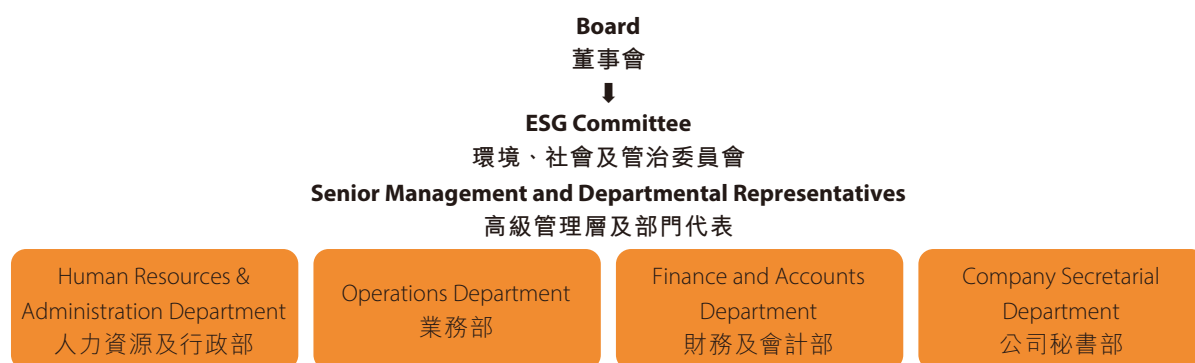 Board
董事會
ESG Committee
環境、社會及管治委員會
Senior Management and Departmental Representatives
高級管理層及部門代表
Human Resources &
Administration Department
人力資源及行政部
Operations Department
業務部
Finance and Accounts
Department
財務及會計部
Company Secretarial
Department
公司秘書部